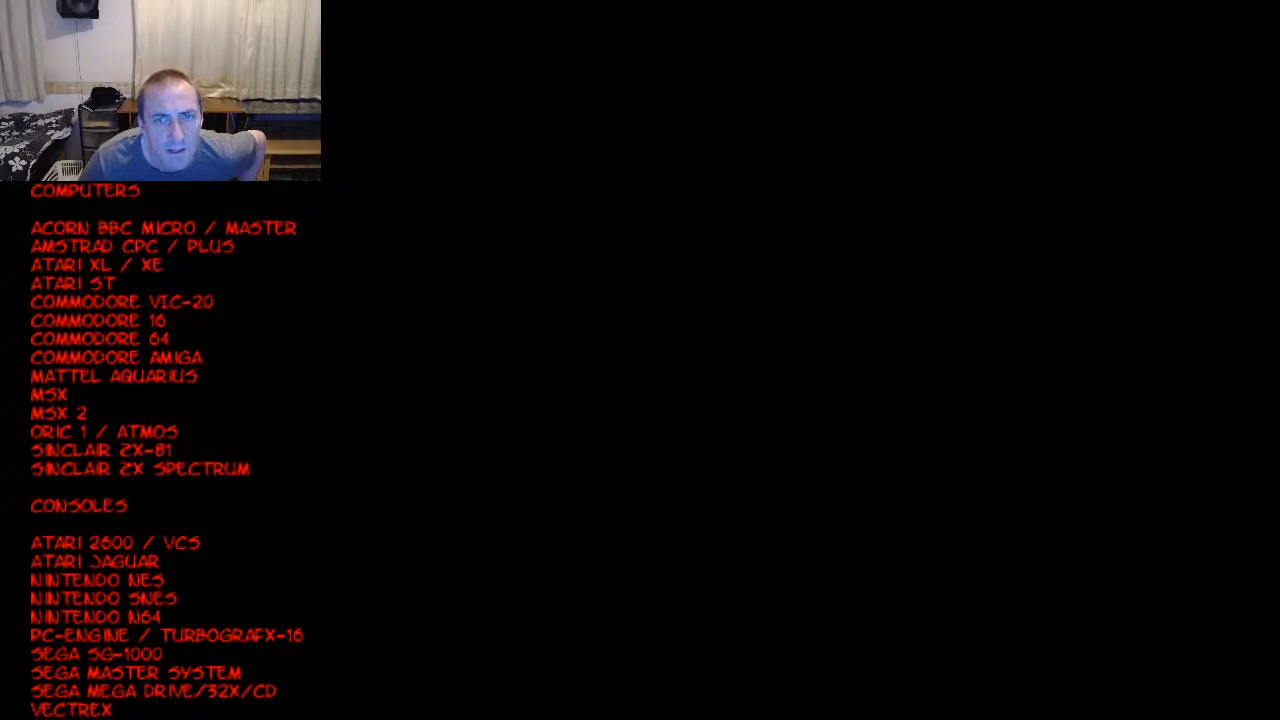 COMPUTERS
ACORN BBC MICRO / MASTER
AMSTRAD CPC / PLUS
ATARI XL / XE
ATARI ST
COMMODORE VIC-20
COMMODORE 16
COMMODORE 64
COMMODORE AMIGA
MATTEL AQUARIUS
MSX
MSX 2
ORIC 1 / ATMOS
SINCLAIR ZX-81
SINCLAIR ZX SPECTRUM
CONSOLES
ATARI 2600 / VCS
ATARI JAGUAR
NINTENDO NES
NINTENDO SNES
NINTENDO N64
PC-ENGINE / TURBOGRAFX-16
SEGA SG-1000
SEGA MASTER SYSTEM
SEGA MEGA DRIVE/32X/CD
VECTREX